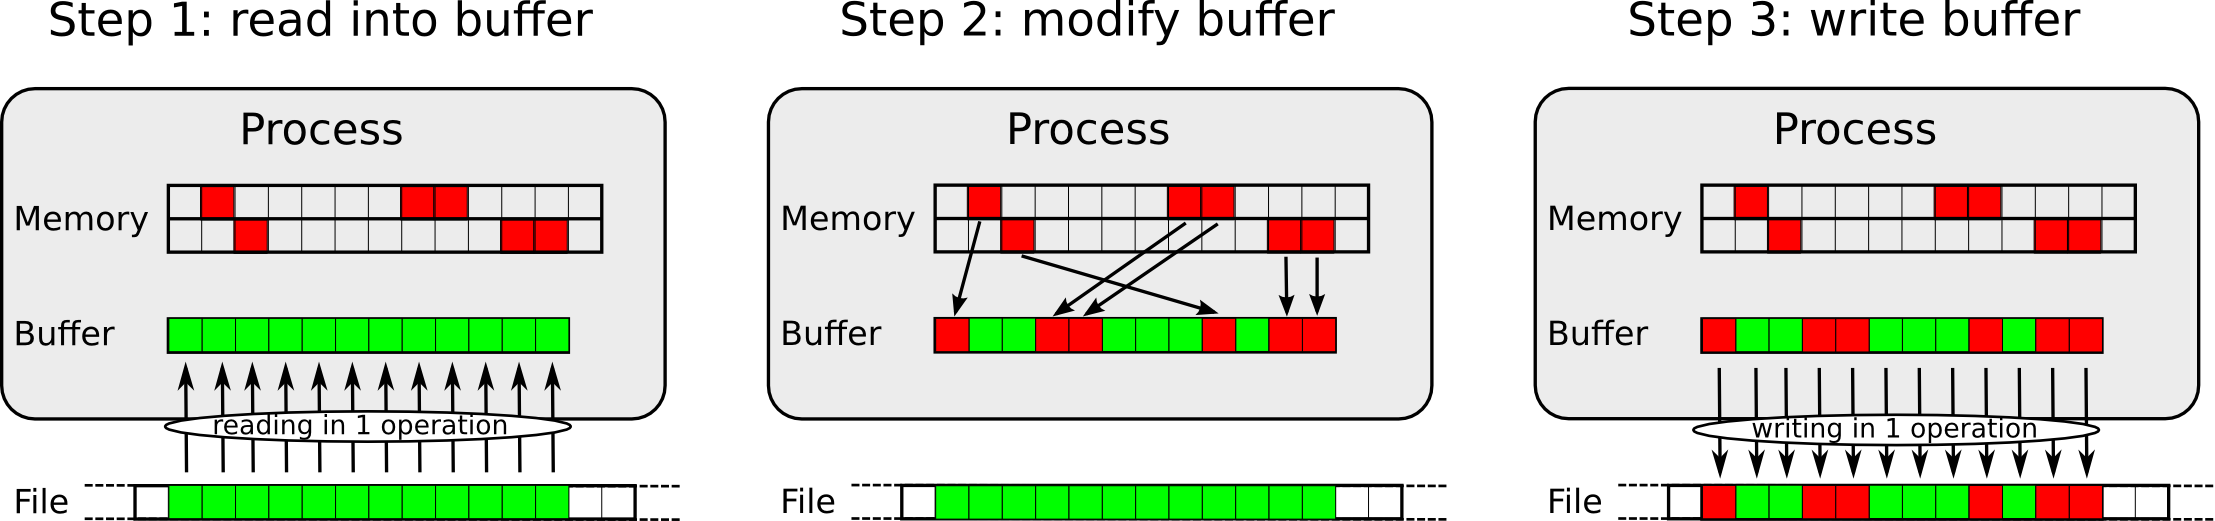 Step 1: read into buffer
Process
Memory
Buffer
reading in 1 operation
File
Step 2: modify buffer
Process
Memory
Buffer
File
Step 3: write buffer
Process
Memory
Buffer
writing in 1 operation
File